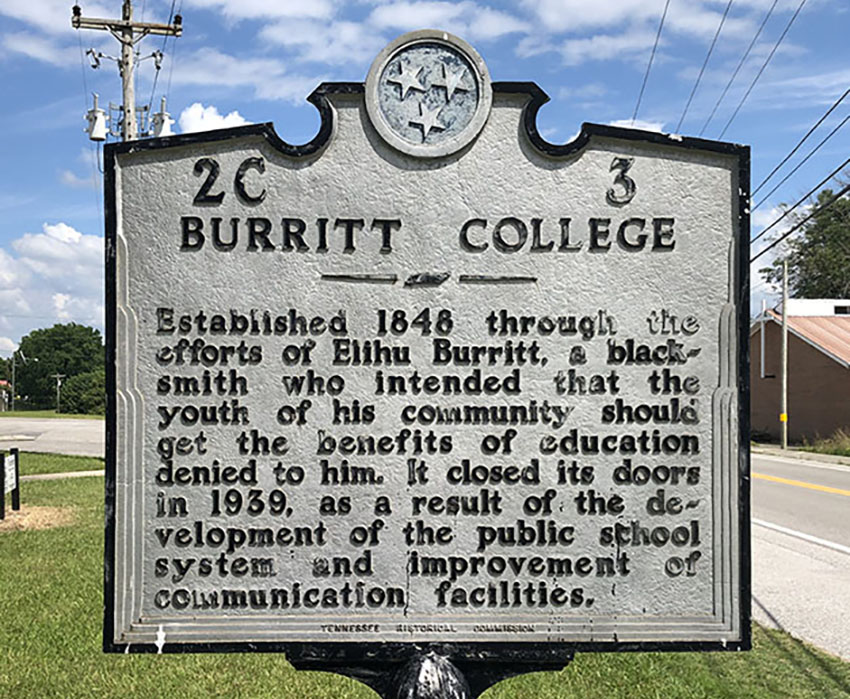 2C 3
BURRITT COLLEGE
Established 1848 through the
efforts of Elihu Burritt, a black-
smith who intended that the
youth of his community should
get the benefits of education
denied to him. It closed its doors
in 1939, as a result of the de-
velopment of the public school
system and improvement of
communication facilities.
TENNESSEE HISTORICAL COMMISSION